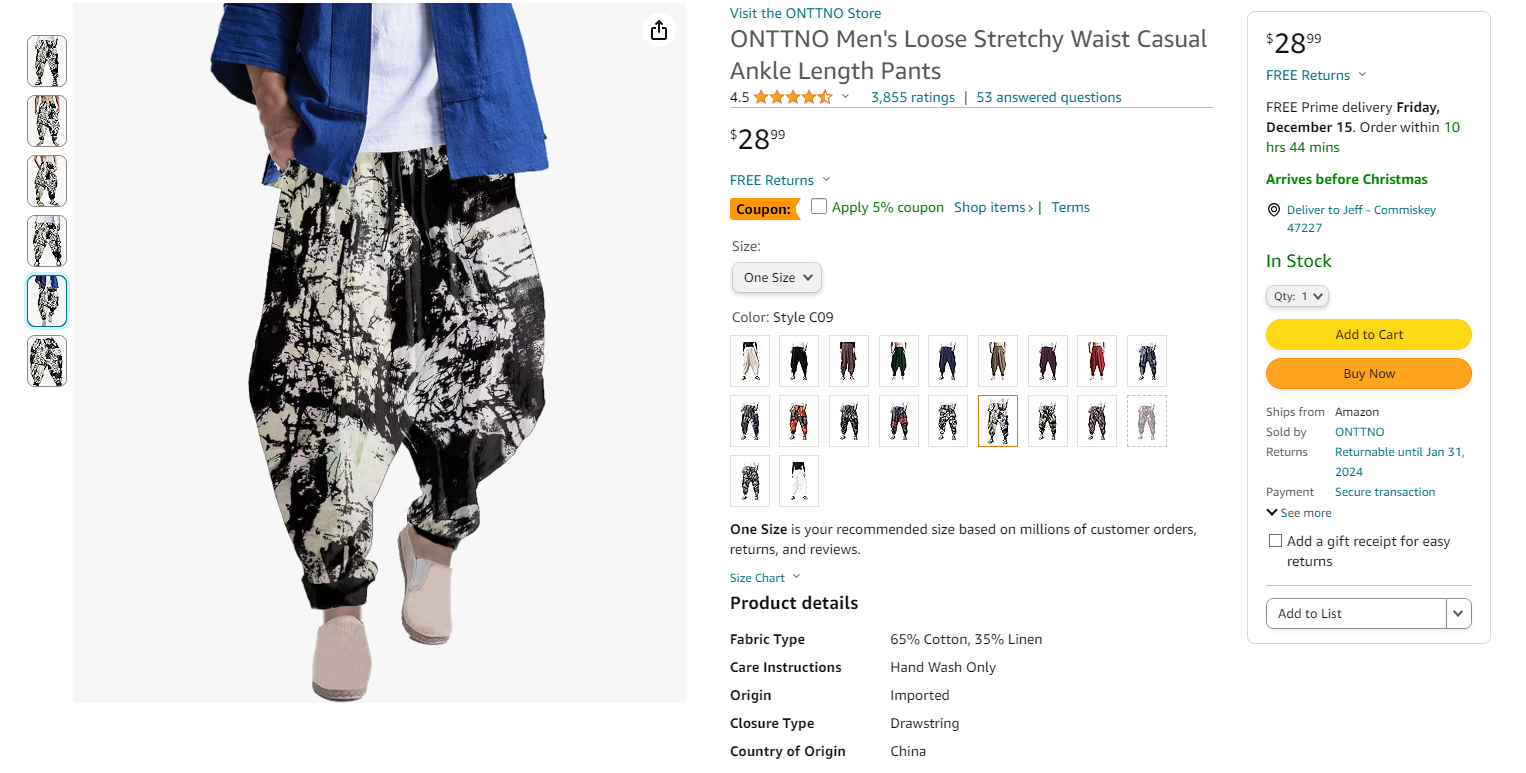 Visit the ONTTNO Store
ONTTNO Men's Loose Stretchy Waist Casual
Ankle Length Pants
4.5
3,855 ratings | 53 answered questions
$28 99
FREE Returns
Coupon: Apply 5% coupon Shop items› | Terms
Size:
One Size
Color: Style C09
One Size is your recommended size based on millions of customer orders,
returns, and reviews.
Size Chart
Product details
Fabric Type 65% Cotton, 35% Linen
Care Instructions Hand Wash Only
Origin Imported
Closure Type Drawstring
Country of Origin China
$28 99
FREE Returns
FREE Prime delivery Friday,
December 15. Order within 10
hrs 44 mins
Arrives before Christmas
Deliver to Jeff - Commiskey
47227
In Stock
Qty: 1
Add to Cart
Buy Now
Ships from Amazon
Sold by ONTTNO
Returns Returnable until Jan 31,
2024
Payment Secure transaction
See more
Add a gift receipt for easy
returns
Add to List